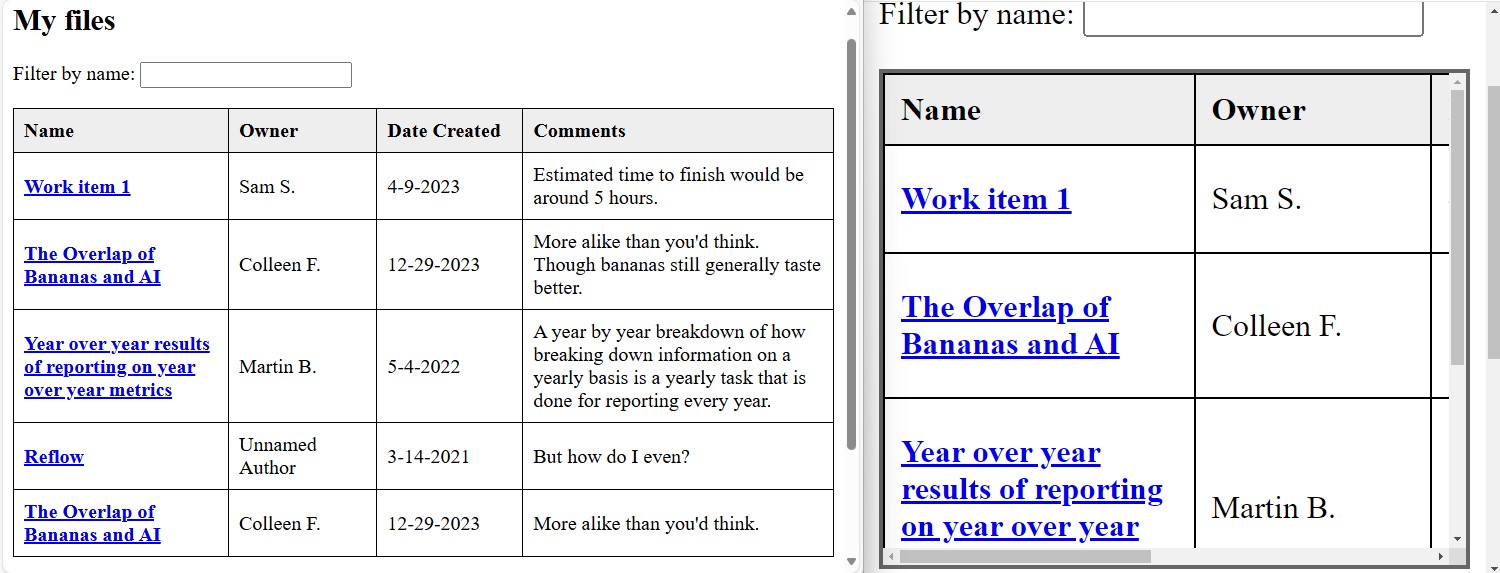 My files
Filter by name:
Name Owner Date Created Comments
Work item 1 Sam S. 4-9-2023 Estimated time to finish would be
around 5 hours.
The Overlap of
Bananas and AI Colleen F. 12-29-2023 More alike than you'd think.
Though bananas still generally taste
better.
Year over year results
of reporting on year
over year metrics Martin B. 5-4-2022 A year by year breakdown of how
breaking down information on a
yearly basis is a yearly task that is
done for reporting every year.
Reflow Unnamed
Author 3-14-2021 But how do I even?
The Overlap of
Bananas and AI Colleen F. 12-29-2023 More alike than you'd think.
Filter by name:
Name Owner
Work item 1 Sam S.
The Overlap of
Bananas and AI Colleen F.
Year over year
results of reporting
on year over year Martin B.